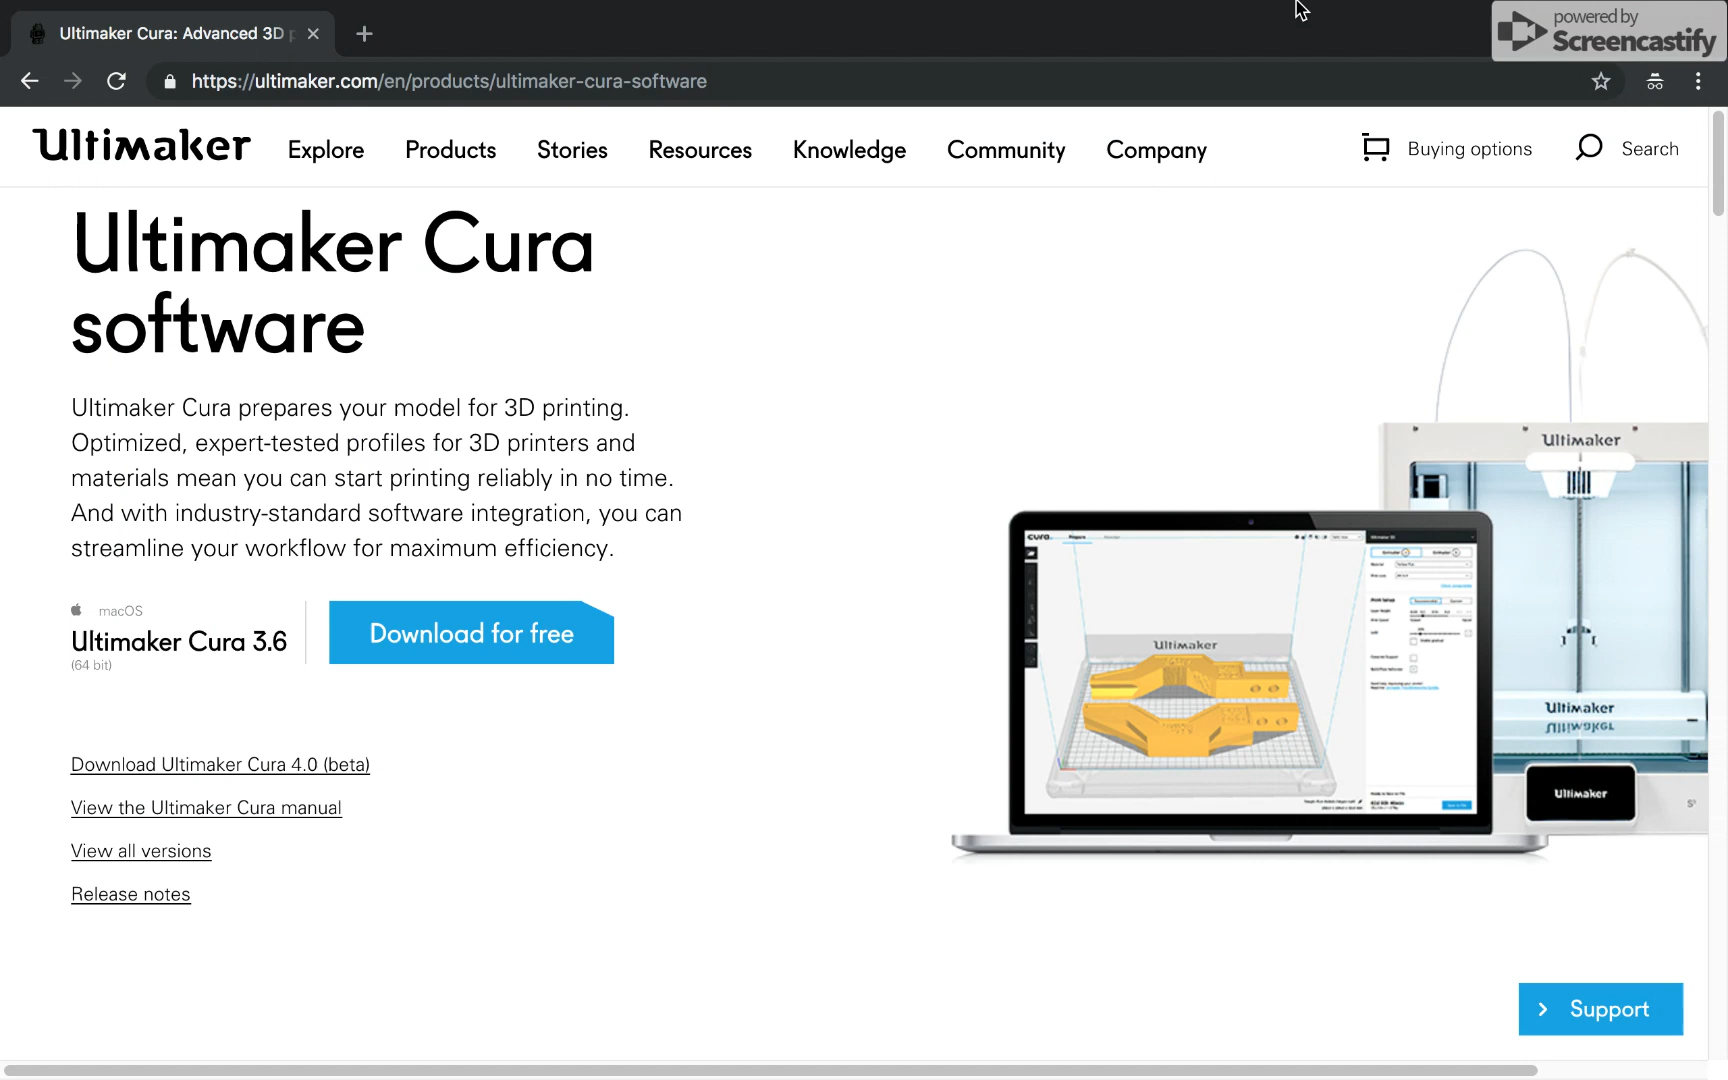 Ultimaker Cura: Advanced 3D p
powered by
Screencastify
https://ultimaker.com/en/products/ultimaker-cura-software
Ultimaker
Explore
Products
Stories
Resources
Knowledge
Community
Company
Buying options
Search
Ultimaker Cura
software
Ultimaker Cura prepares your model for 3D printing.
Optimized, expert-tested profiles for 3D printers and
materials mean you can start printing reliably in no time.
And with industry-standard software integration, you can
streamline your workflow for maximum efficiency.
macOS
Ultimaker Cura 3.6
(64 bit)
Download for free
Download Ultimaker Cura 4.0 (beta)
View the Ultimaker Cura manual
View all versions
Release notes
Ultimaker
cura
Prepare
Ultimaker
Ultimaker
Ultimaker
Support